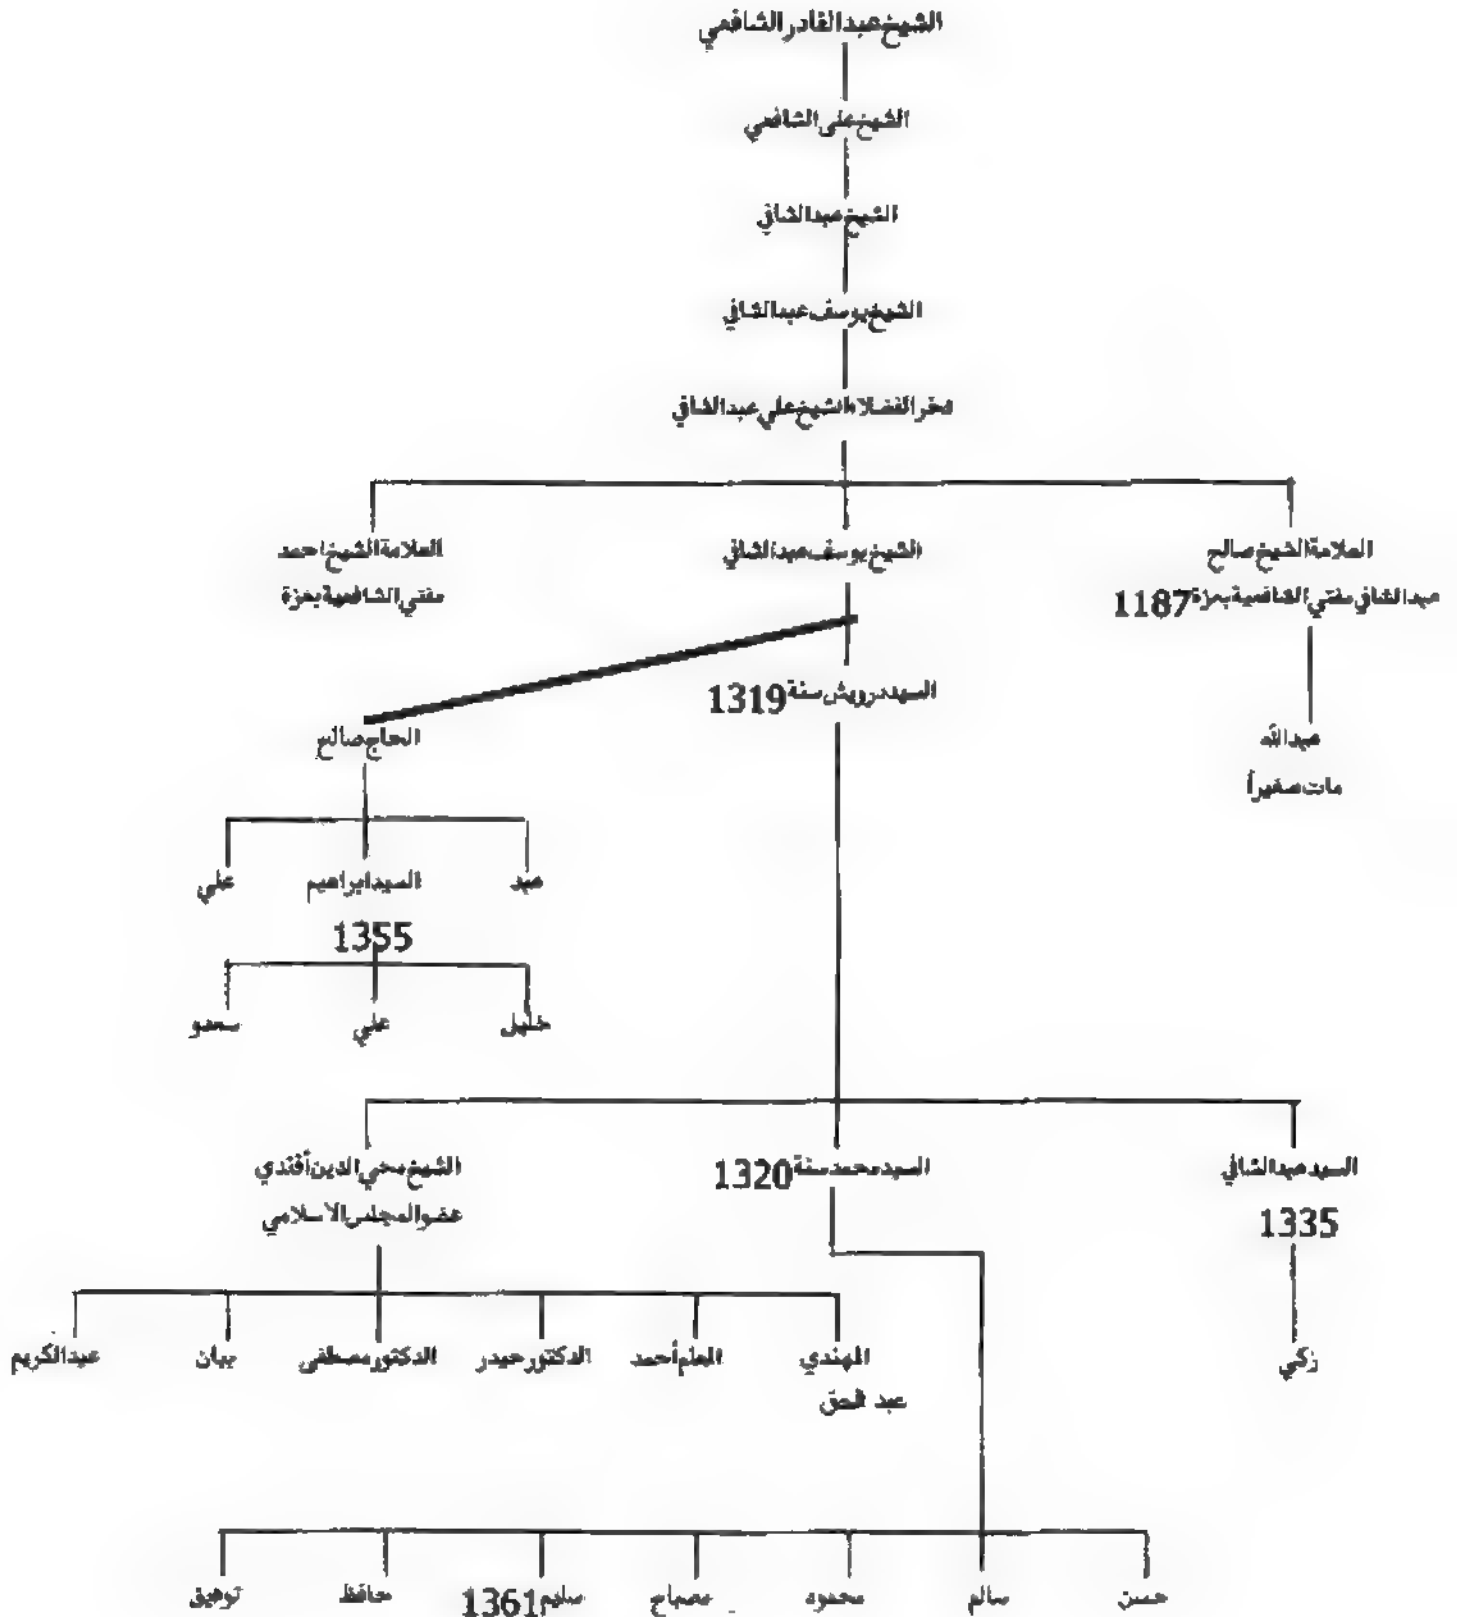 الشيخ عبد القادر الشافعي
الشيخ علي الشافعي
الشيخ عبد الشافي
الشيخ يوسف عبد الشافي
فخر الفضلاء الشيخ علي عبد الشافي
العلامة الشيخ صالح
عبد الشافي مفتي الشافعية بغزة 1187
الشيخ يوسف عبد الشافي
العلامة الشيخ احمد
مفتي الشافعية بغزة
السيد درويش سنة 1319
عبدالله
مات صغيراً
الحاج صالح
عبد
السيد ابراهيم
1355
علي
خليل
علي
سعدو
السيد عبد الشافي
1335
السيد محمد سنة 1320
الشيخ محي الدين أفندي
عضو المجلس الاسلامي
زكي
المهندي
عبد الحق
المعلم أحمد
الدكتور حيدر
الدكتور مصطفى
بيان
عبد الكريم
حسن
سالم
محمود
مصباح
سليم 1361
حافظ
توفيق